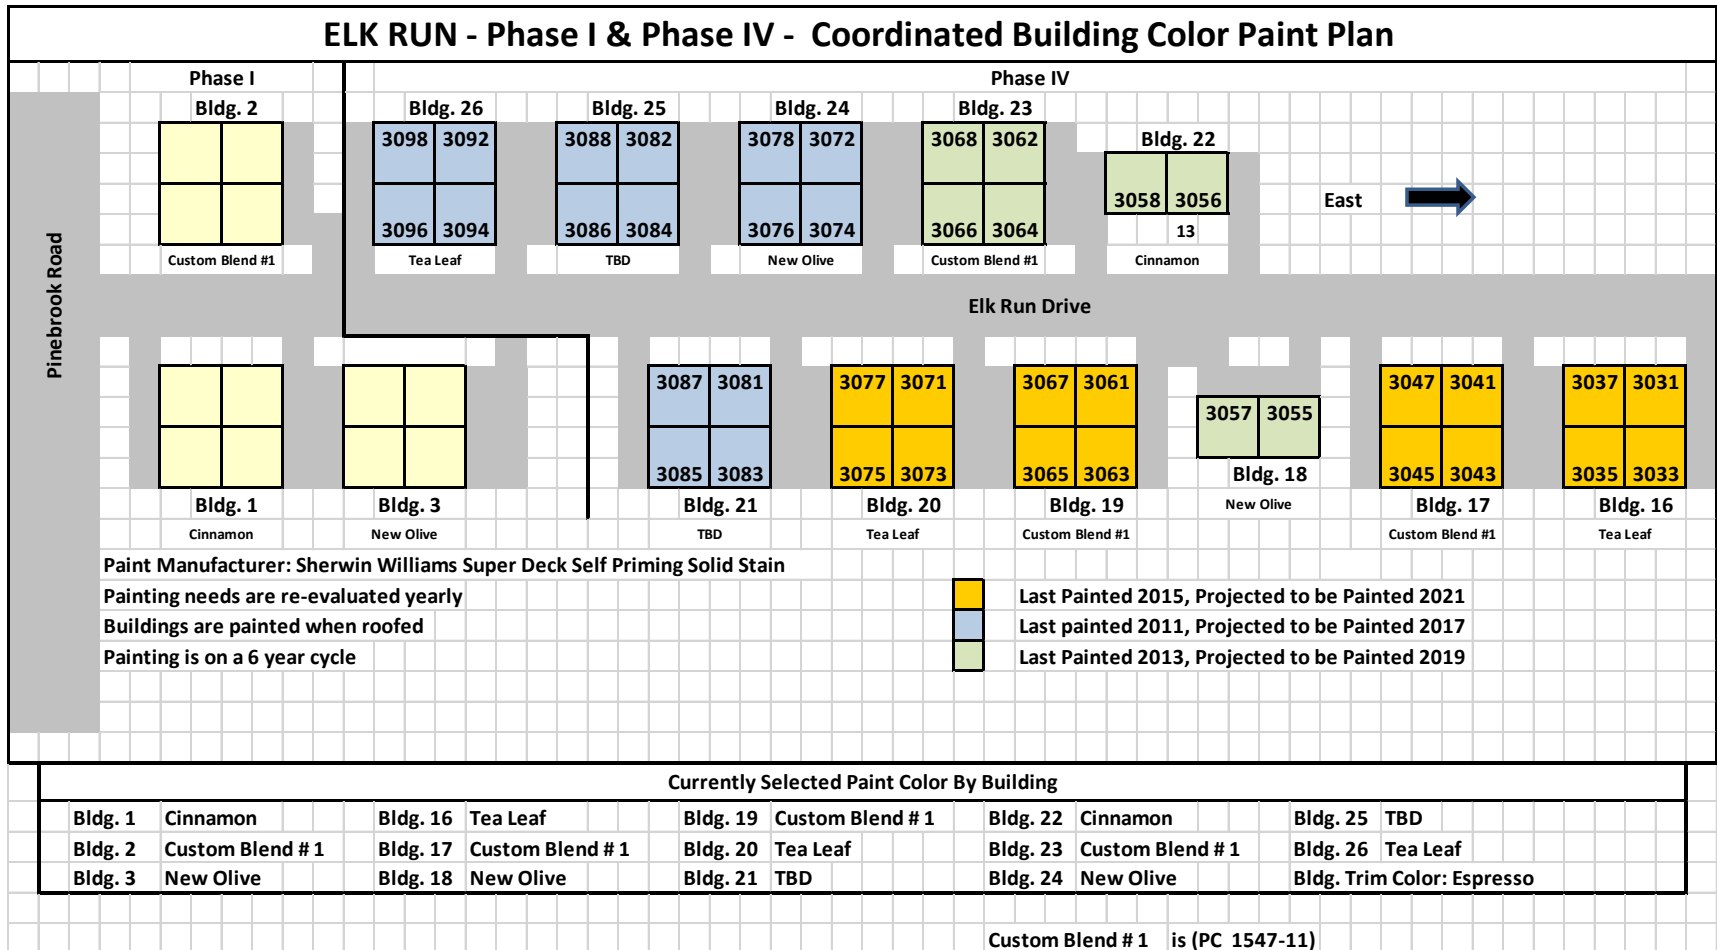 ELK RUN - Phase I & Phase IV - Coordinated Building Color Paint Plan
Phase I Phase IV
Bldg. 2 Bldg. 26 Bldg. 25 Bldg. 24 Bldg. 23
3098 3092 3088 3082 3078 3072 3068 3062 Bldg. 22
3058 3056 East
3096 3094 3086 3084 3076 3074 3066 3064 13
Custom Blend #1 Tea Leaf TBD New Olive Custom Blend #1 Cinnamon
Pinebrook Road
Elk Run Drive
3087 3081 3077 3071 3067 3061 3047 3041 3037 3031
3057 3055
3085 3083 3075 3073 3065 3063 Bldg. 18 3045 3043 3035 3033
Bldg. 1 Bldg. 3 Bldg. 21 Bldg. 20 Bldg. 19 New Olive Bldg. 17 Bldg. 16
Cinnamon New Olive TBD Tea Leaf Custom Blend #1 Custom Blend #1 Tea Leaf
Paint Manufacturer: Sherwin Williams Super Deck Self Priming Solid Stain
Painting needs are re-evaluated yearly Last Painted 2015, Projected to be Painted 2021
Buildings are painted when roofed Last painted 2011, Projected to be Painted 2017
Painting is on a 6 year cycle Last Painted 2013, Projected to be Painted 2019
Currently Selected Paint Color By Building
Bldg. 1 Cinnamon Bldg. 16 Tea Leaf Bldg. 19 Custom Blend # 1 Bldg. 22 Cinnamon Bldg. 25 TBD
Bldg. 2 Custom Blend # 1 Bldg. 17 Custom Blend # 1 Bldg. 20 Tea Leaf Bldg. 23 Custom Blend # 1 Bldg. 26 Tea Leaf
Bldg. 3 New Olive Bldg. 18 New Olive Bldg. 21 TBD Bldg. 24 New Olive Bldg. Trim Color: Espresso
Custom Blend # 1 is (PC 1547-11)